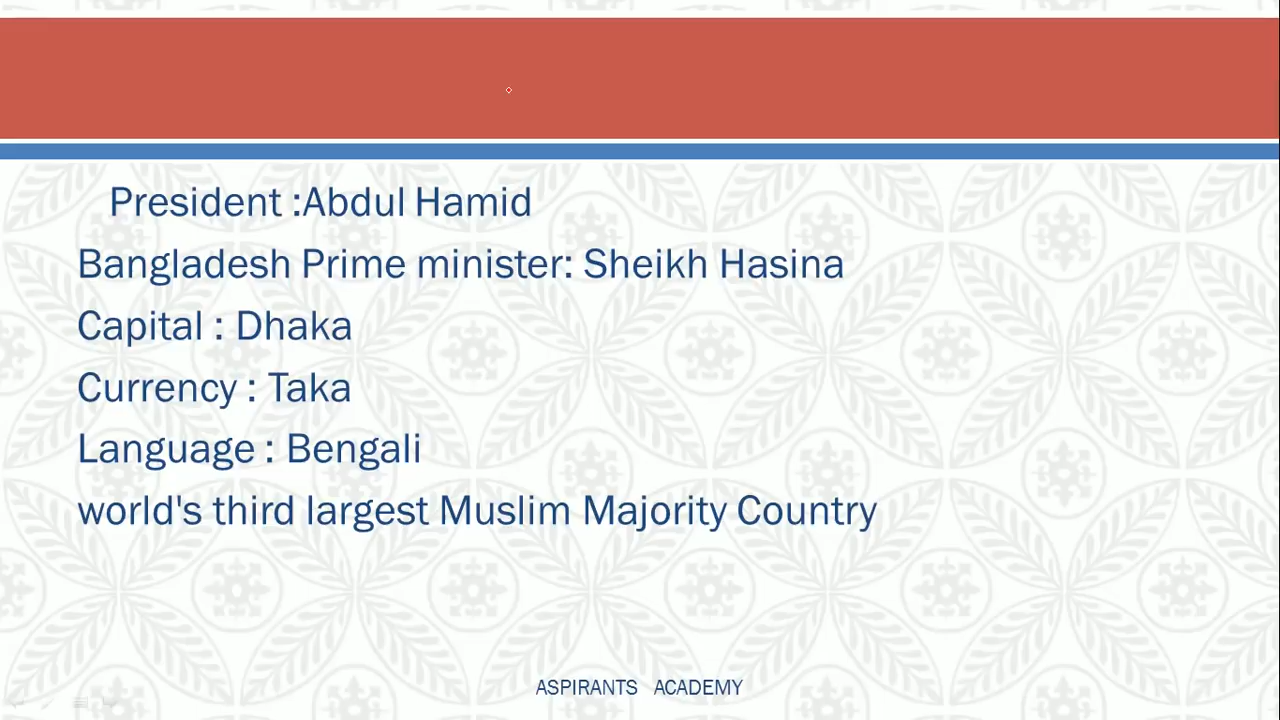 President :Abdul Hamid
Bangladesh Prime minister: Sheikh Hasina
Capital : Dhaka
Currency : Taka
Language : Bengali
world's third largest Muslim Majority Country
ASPIRANTS ACADEMY